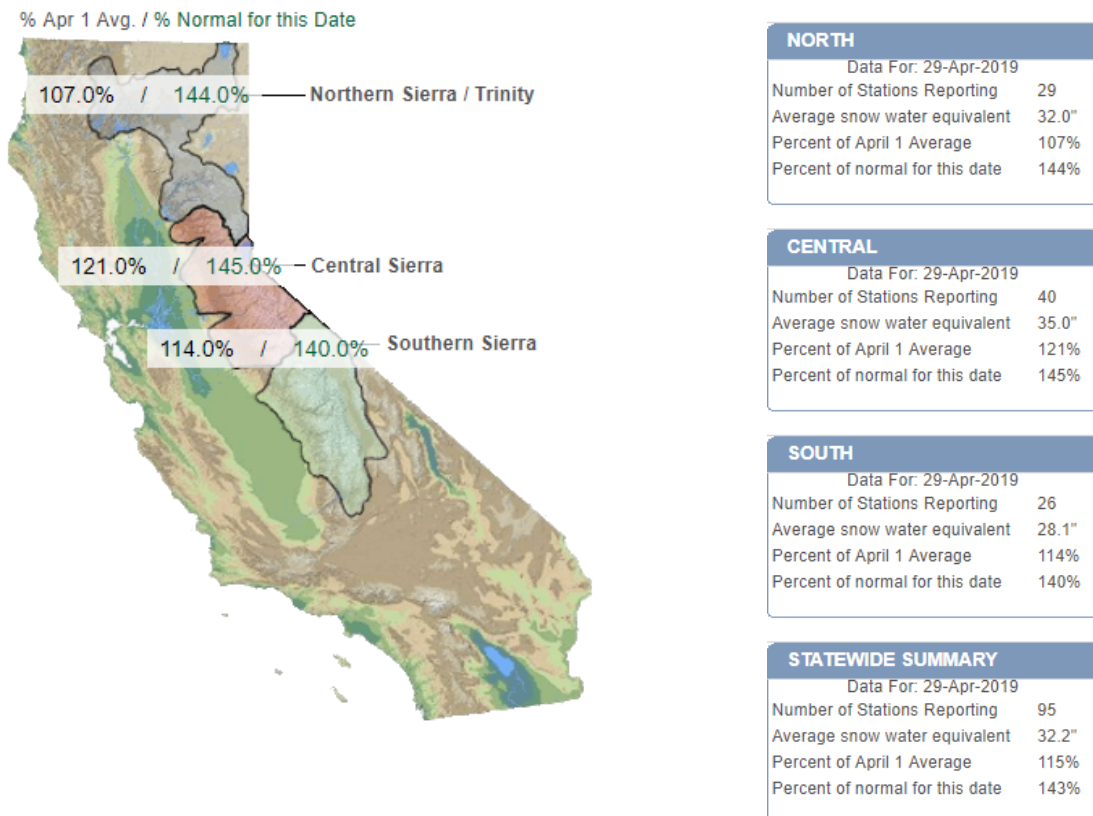 % Apr 1 Avg. / % Normal for this Date
107.0% / 144.0% Northern Sierra / Trinity
121.0% / 145.0% Central Sierra
114.0% / 140.0% Southern Sierra
NORTH
Data For: 29-Apr-2019
Number of Stations Reporting 29
Average snow water equivalent 32.0"
Percent of April 1 Average 107%
Percent of normal for this date 144%
CENTRAL
Data For: 29-Apr-2019
Number of Stations Reporting 40
Average snow water equivalent 35.0"
Percent of April 1 Average 121%
Percent of normal for this date 145%
SOUTH
Data For: 29-Apr-2019
Number of Stations Reporting 26
Average snow water equivalent 28.1"
Percent of April 1 Average 114%
Percent of normal for this date 140%
STATEWIDE SUMMARY
Data For: 29-Apr-2019
Number of Stations Reporting 95
Average snow water equivalent 32.2"
Percent of April 1 Average 115%
Percent of normal for this date 143%